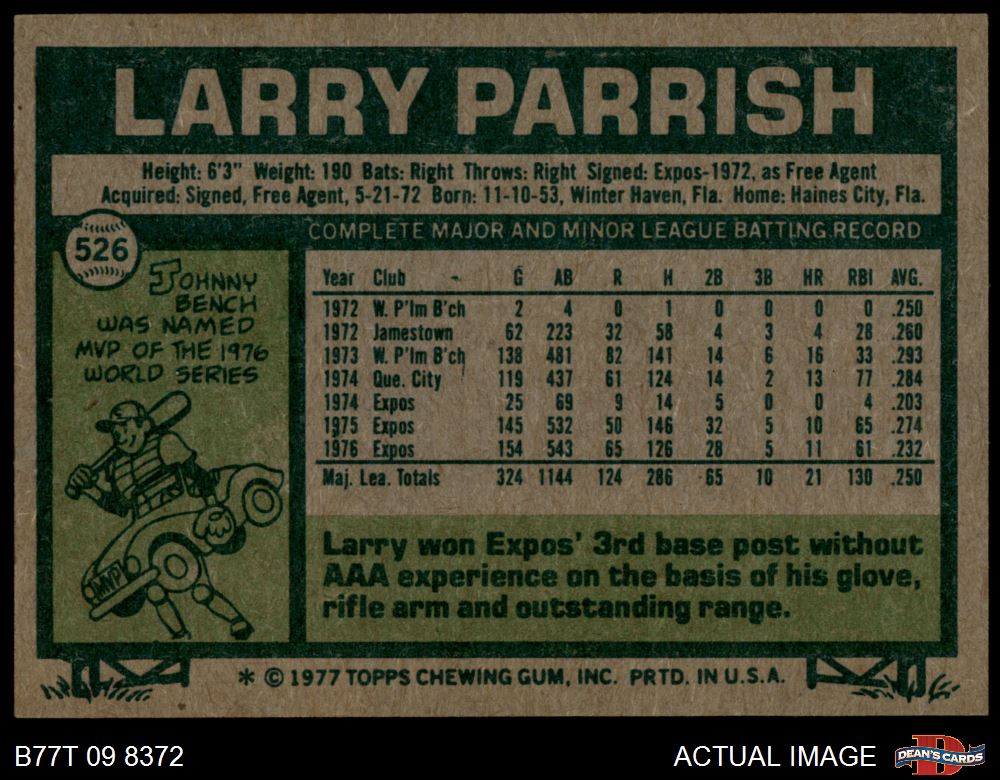 LARRY PARRISH
Height: 6'3" Weight: 190 Bats: Right Throws: Right Signed: Expos-1972, as Free Agent
Acquired: Signed, Free Agent, 5-21-72 Born: 11-10-53, Winter Haven, Fla. Home: Haines City, Fla.
526
JOHNNY
BENCH
WAS NAMED
MVP OF THE 1976
WORLD SERIES
MVP
COMPLETE MAJOR AND MINOR LEAGUE BATTING RECORD
Year Club G AB R H 2B 3B HR RBI AVG.
1972 W. P'lm B'ch 2 4 0 1 0 0 0 0 .250
1972 Jamestown 62 223 32 58 4 3 4 28 .260
1973 W. P'lm B'ch 138 481 82 141 14 6 16 33 .293
1974 Que. City 119 437 61 124 14 2 13 77 .284
1974 Expos 25 69 9 14 5 0 0 4 .203
1975 Expos 145 532 50 146 32 5 10 65 .274
1976 Expos 154 543 65 126 28 5 11 61 .232
Maj. Lea. Totals 324 1144 124 286 65 10 21 130 .250
Larry won Expos' 3rd base post without
AAA experience on the basis of his glove,
rifle arm and outstanding range.
* © 1977 TOPPS CHEWING GUM, INC. PRTD. IN U.S.A.
B77T 09 8372
ACTUAL IMAGE
D
DEAN'S CARDS